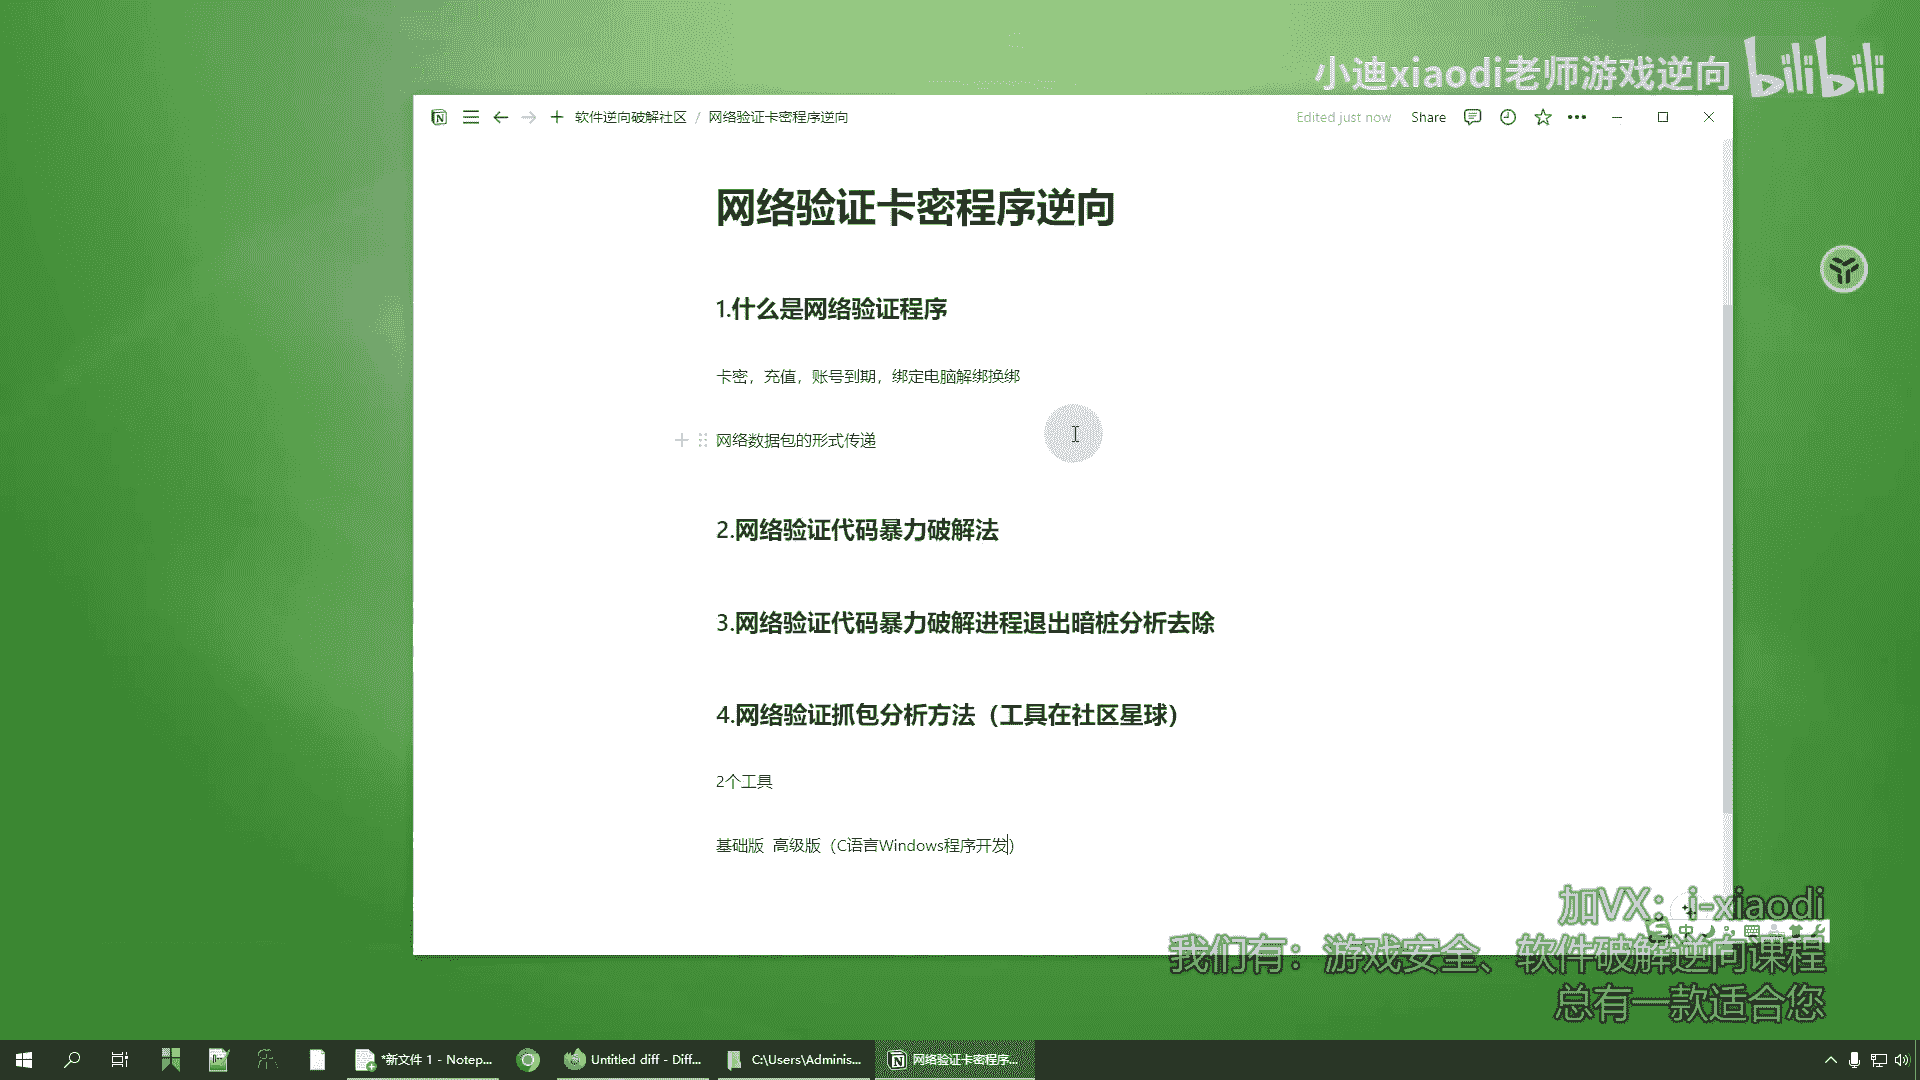 小迪xiaodi老师游戏逆向 bilibili
软件逆向破解社区 / 网络验证卡密程序逆向
Edited just now Share
网络验证卡密程序逆向
1.什么是网络验证程序
卡密，充值，账号到期，绑定电脑解绑换绑
网络数据包的形式传递
2.网络验证代码暴力破解法
3.网络验证代码暴力破解进程退出暗桩分析去除
4.网络验证抓包分析方法（工具在社区星球）
2个工具
基础版 高级版（C语言Windows程序开发）
加VX：i-xiaodi
中
我们有：游戏安全、软件破解逆向课程
总有一款适合您
*新文件 1 - Notep... Untitled diff - Diff... C:\Users\Adminis... 网络验证卡密程序...